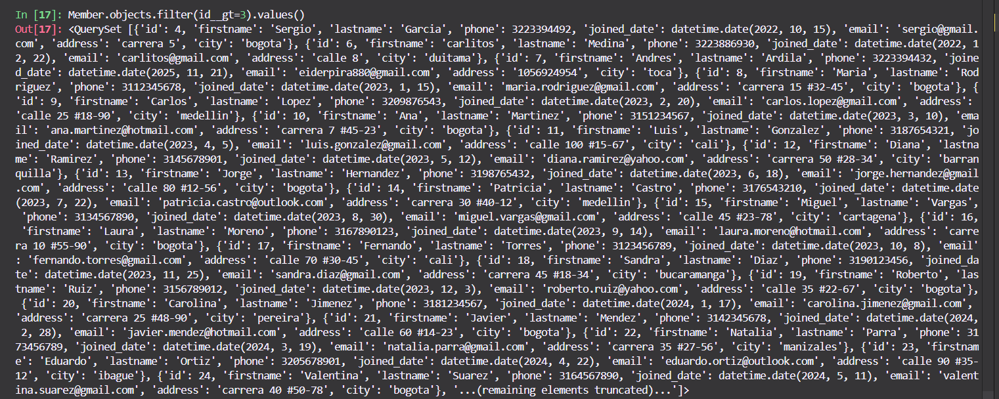 In [17]: Member.objects.filter(id__gt=3).values()
Out[17]: <QuerySet [{'id': 4, 'firstname': 'Sergio', 'lastname': 'Garcia', 'phone': 3223394492, 'joined_date': datetime.date(2022, 10, 15), 'email': 'sergio@gmail.
com', 'address': 'carrera 5', 'city': 'bogota'}, {'id': 6, 'firstname': 'carlitos', 'lastname': 'Medina', 'phone': 3223886930, 'joined_date': datetime.date(2022, 1
2, 22), 'email': 'carlitos@gmail.com', 'address': 'calle 8', 'city': 'duitama'}, {'id': 7, 'firstname': 'Andres', 'lastname': 'Ardila', 'phone': 3223394432, 'joine
d_date': datetime.date(2025, 11, 21), 'email': 'eiderpira880@gmail.com', 'address': '1056924954', 'city': 'toca'}, {'id': 8, 'firstname': 'Maria', 'lastname': 'Rod
riguez', 'phone': 3112345678, 'joined_date': datetime.date(2023, 1, 15), 'email': 'maria.rodriguez@gmail.com', 'address': 'carrera 15 #32-45', 'city': 'bogota'}, {
'id': 9, 'firstname': 'Carlos', 'lastname': 'Lopez', 'phone': 3209876543, 'joined_date': datetime.date(2023, 2, 20), 'email': 'carlos.lopez@gmail.com', 'address':
'calle 25 #18-90', 'city': 'medellin'}, {'id': 10, 'firstname': 'Ana', 'lastname': 'Martinez', 'phone': 3151234567, 'joined_date': datetime.date(2023, 3, 10), 'ema
il': 'ana.martinez@hotmail.com', 'address': 'carrera 7 #45-23', 'city': 'bogota'}, {'id': 11, 'firstname': 'Luis', 'lastname': 'Gonzalez', 'phone': 3187654321, 'jo
ined_date': datetime.date(2023, 4, 5), 'email': 'luis.gonzalez@gmail.com', 'address': 'calle 100 #15-67', 'city': 'cali'}, {'id': 12, 'firstname': 'Diana', 'lastna
me': 'Ramirez', 'phone': 3145678901, 'joined_date': datetime.date(2023, 5, 12), 'email': 'diana.ramirez@yahoo.com', 'address': 'carrera 50 #28-34', 'city': 'barran
quilla'}, {'id': 13, 'firstname': 'Jorge', 'lastname': 'Hernandez', 'phone': 3198765432, 'joined_date': datetime.date(2023, 6, 18), 'email': 'jorge.hernandez@gmail
.com', 'address': 'calle 80 #12-56', 'city': 'bogota'}, {'id': 14, 'firstname': 'Patricia', 'lastname': 'Castro', 'phone': 3176543210, 'joined_date': datetime.date
(2023, 7, 22), 'email': 'patricia.castro@outlook.com', 'address': 'carrera 30 #40-12', 'city': 'medellin'}, {'id': 15, 'firstname': 'Miguel', 'lastname': 'Vargas',
'phone': 3134567890, 'joined_date': datetime.date(2023, 8, 30), 'email': 'miguel.vargas@gmail.com', 'address': 'calle 45 #23-78', 'city': 'cartagena'}, {'id': 16,
'firstname': 'Laura', 'lastname': 'Moreno', 'phone': 3167890123, 'joined_date': datetime.date(2023, 9, 14), 'email': 'laura.moreno@hotmail.com', 'address': 'carre
ra 10 #55-90', 'city': 'bogota'}, {'id': 17, 'firstname': 'Fernando', 'lastname': 'Torres', 'phone': 3123456789, 'joined_date': datetime.date(2023, 10, 8), 'email'
: 'fernando.torres@gmail.com', 'address': 'calle 70 #30-45', 'city': 'cali'}, {'id': 18, 'firstname': 'Sandra', 'lastname': 'Diaz', 'phone': 3190123456, 'joined_da
te': datetime.date(2023, 11, 25), 'email': 'sandra.diaz@gmail.com', 'address': 'carrera 45 #18-34', 'city': 'bucaramanga'}, {'id': 19, 'firstname': 'Roberto', 'las
tname': 'Ruiz', 'phone': 3156789012, 'joined_date': datetime.date(2023, 12, 3), 'email': 'roberto.ruiz@yahoo.com', 'address': 'calle 35 #22-67', 'city': 'bogota'},
{'id': 20, 'firstname': 'Carolina', 'lastname': 'Jimenez', 'phone': 3181234567, 'joined_date': datetime.date(2024, 1, 17), 'email': 'carolina.jimenez@gmail.com',
'address': 'carrera 25 #48-90', 'city': 'pereira'}, {'id': 21, 'firstname': 'Javier', 'lastname': 'Mendez', 'phone': 3142345678, 'joined_date': datetime.date(2024,
2, 28), 'email': 'javier.mendez@hotmail.com', 'address': 'calle 60 #14-23', 'city': 'bogota'}, {'id': 22, 'firstname': 'Natalia', 'lastname': 'Parra', 'phone': 31
73456789, 'joined_date': datetime.date(2024, 3, 19), 'email': 'natalia.parra@gmail.com', 'address': 'carrera 35 #27-56', 'city': 'manizales'}, {'id': 23, 'firstnam
e': 'Eduardo', 'lastname': 'Ortiz', 'phone': 3205678901, 'joined_date': datetime.date(2024, 4, 22), 'email': 'eduardo.ortiz@outlook.com', 'address': 'calle 90 #35-
12', 'city': 'ibague'}, {'id': 24, 'firstname': 'Valentina', 'lastname': 'Suarez', 'phone': 3164567890, 'joined_date': datetime.date(2024, 5, 11), 'email': 'valent
ina.suarez@gmail.com', 'address': 'carrera 40 #50-78', 'city': 'bogota'}, '...(remaining elements truncated)...']>